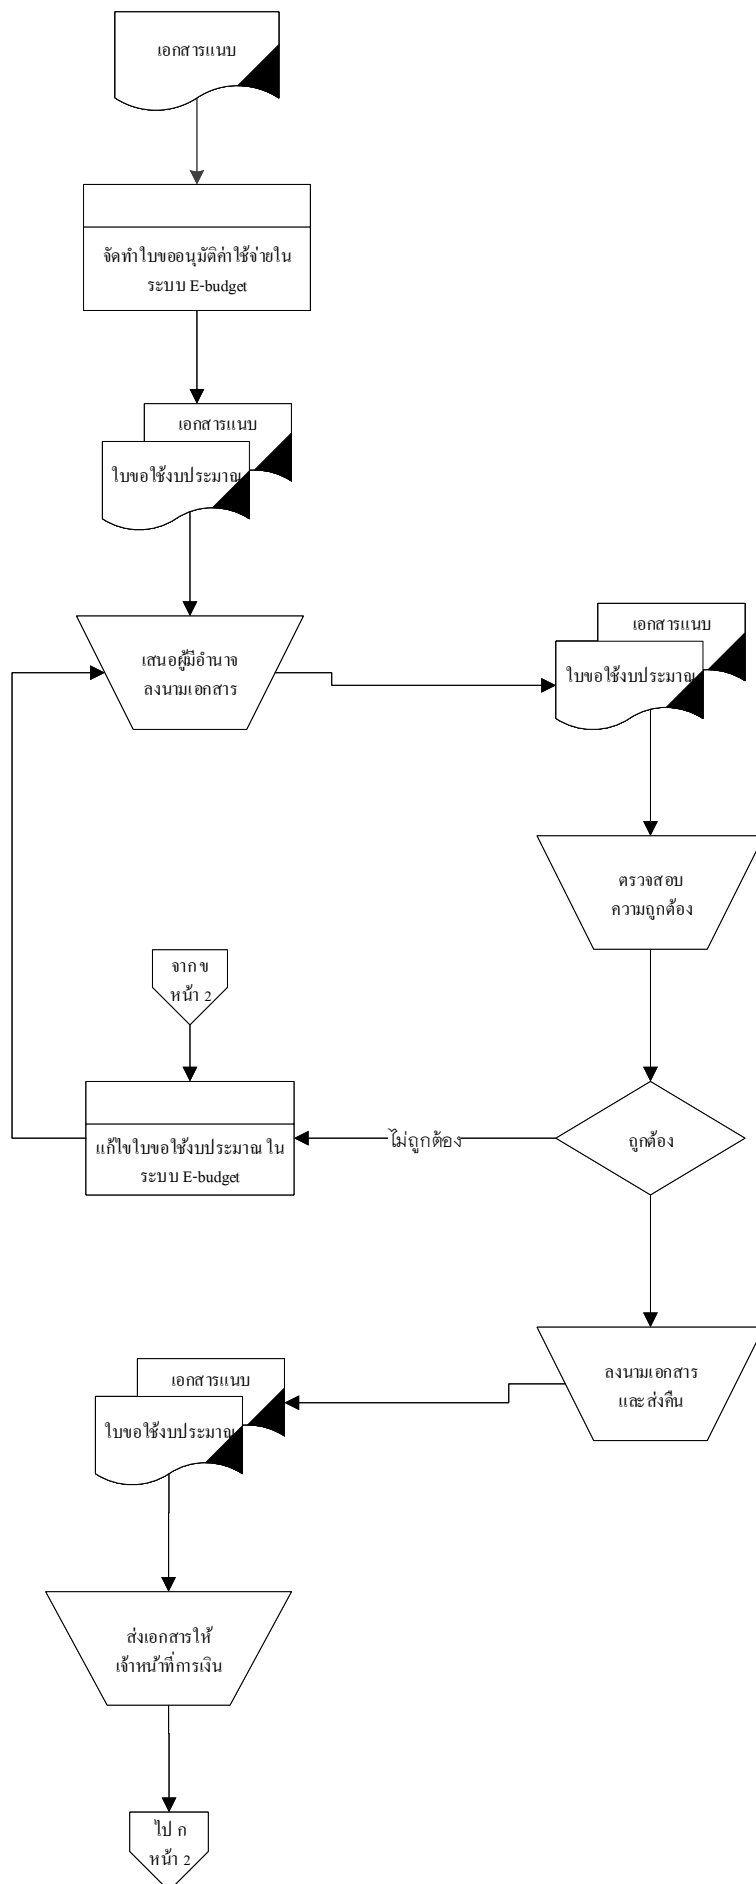 เอกสารแนบ
จัดทำใบขออนุมัติค่าใช้จ่ายใน
ระบบ E-budget
เอกสารแนบ
ใบขอใช้งบประมาณ
เสนอผู้มีอำนาจ
ลงนามเอกสาร
เอกสารแนบ
ใบขอใช้งบประมาณ
ตรวจสอบ
ความถูกต้อง
จาก ข
หน้า 2
แก้ไขใบขอใช้งบประมาณ ใน
ระบบ E-budget
ไม่ถูกต้อง
ถูกต้อง
ลงนามเอกสาร
และส่งคืน
เอกสารแนบ
ใบขอใช้งบประมาณ
ส่งเอกสารให้
เจ้าหน้าที่การเงิน
ไป ก
หน้า 2